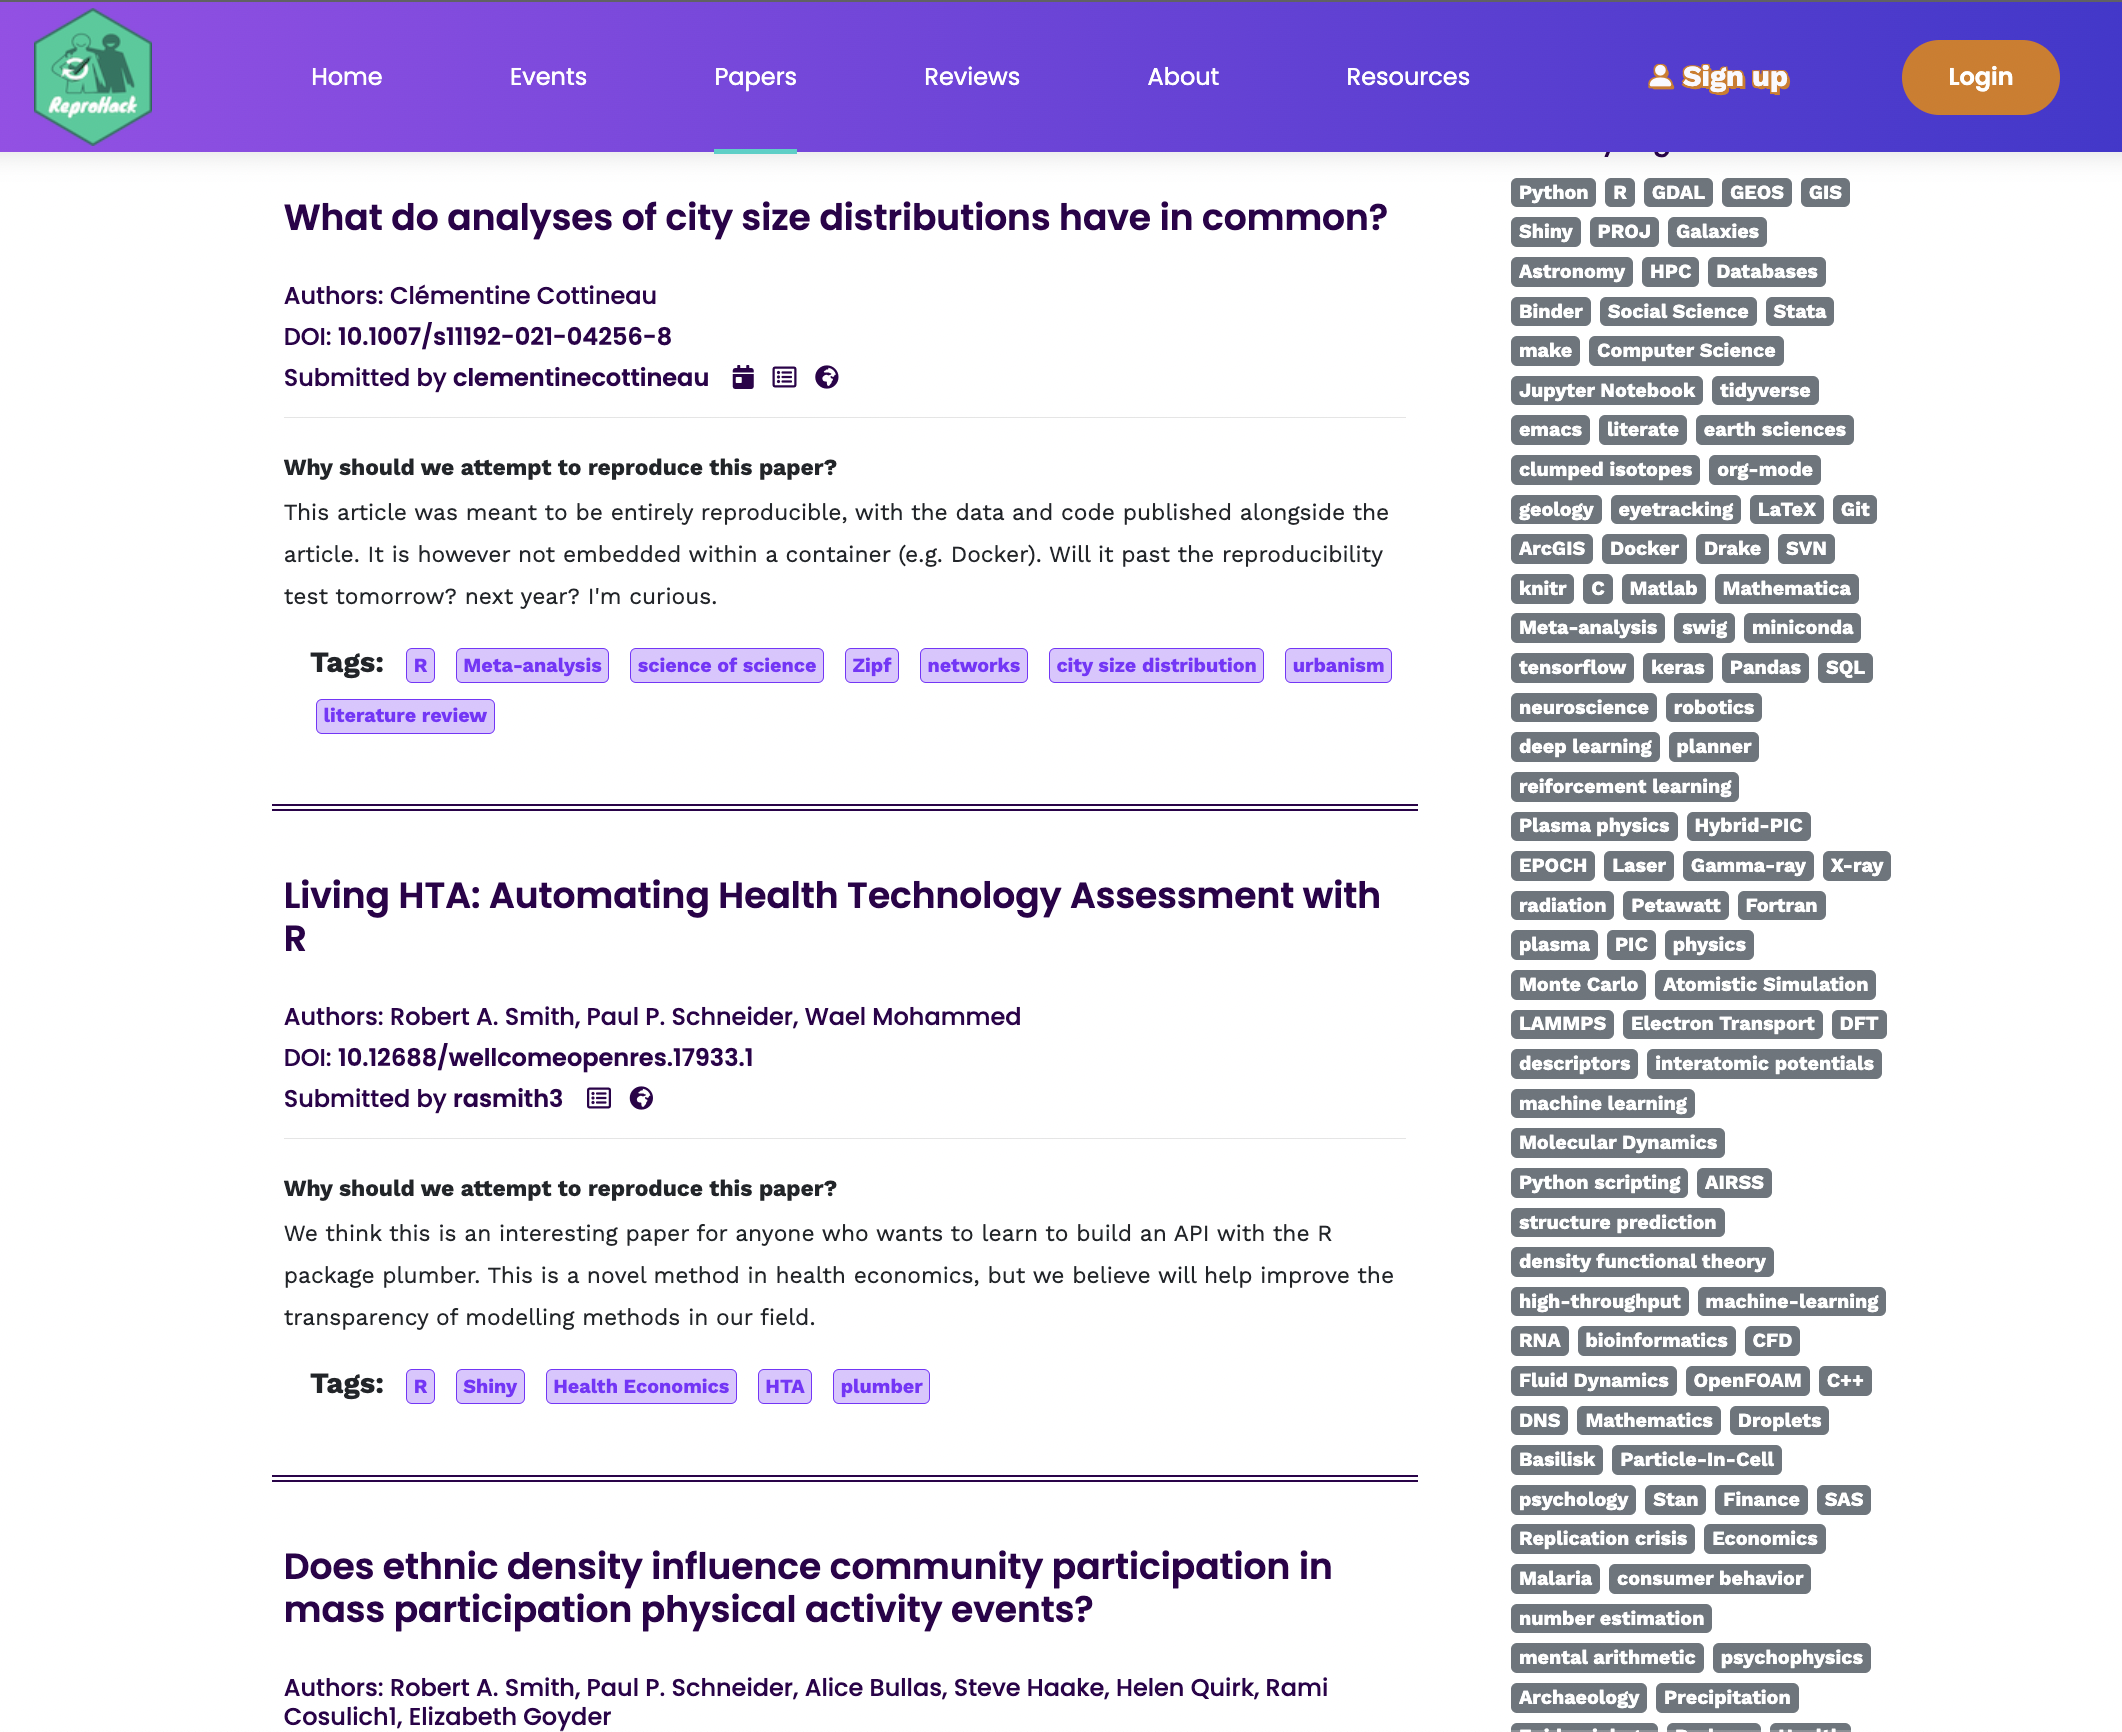 ReproHack
Home
Events
Papers
Reviews
About
Resources
Sign up
Login
What do analyses of city size distributions have in common?
Authors: Clémentine Cottineau
DOI: 10.1007/s11192-021-04256-8
Submitted by clementinecottineau
Why should we attempt to reproduce this paper?
This article was meant to be entirely reproducible, with the data and code published alongside the
article. It is however not embedded within a container (e.g. Docker). Will it past the reproducibility
test tomorrow? next year? I'm curious.
Tags: R Meta-analysis science of science Zipf networks city size distribution urbanism
literature review
Living HTA: Automating Health Technology Assessment with
R
Authors: Robert A. Smith, Paul P. Schneider, Wael Mohammed
DOI: 10.12688/wellcomeopenres.17933.1
Submitted by rasmith3
Why should we attempt to reproduce this paper?
We think this is an interesting paper for anyone who wants to learn to build an API with the R
package plumber. This is a novel method in health economics, but we believe will help improve the
transparency of modelling methods in our field.
Tags: R Shiny Health Economics HTA plumber
Does ethnic density influence community participation in
mass participation physical activity events?
Authors: Robert A. Smith, Paul P. Schneider, Alice Bullas, Steve Haake, Helen Quirk, Rami
Cosulich1, Elizabeth Goyder
Python R GDAL GEOS GIS
Shiny PROJ Galaxies
Astronomy HPC Databases
Binder Social Science Stata
make Computer Science
Jupyter Notebook tidyverse
emacs literate earth sciences
clumped isotopes org-mode
geology eyetracking LaTeX Git
ArcGIS Docker Drake SVN
knitr C Matlab Mathematica
Meta-analysis swig miniconda
tensorflow keras Pandas SQL
neuroscience robotics
deep learning planner
reiforcement learning
Plasma physics Hybrid-PIC
EPOCH Laser Gamma-ray X-ray
radiation Petawatt Fortran
plasma PIC physics
Monte Carlo Atomistic Simulation
LAMMPS Electron Transport DFT
descriptors interatomic potentials
machine learning
Molecular Dynamics
Python scripting AIRSS
structure prediction
density functional theory
high-throughput machine-learning
RNA bioinformatics CFD
Fluid Dynamics OpenFOAM C++
DNS Mathematics Droplets
Basilisk Particle-In-Cell
psychology Stan Finance SAS
Replication crisis Economics
Malaria consumer behavior
number estimation
mental arithmetic psychophysics
Archaeology Precipitation